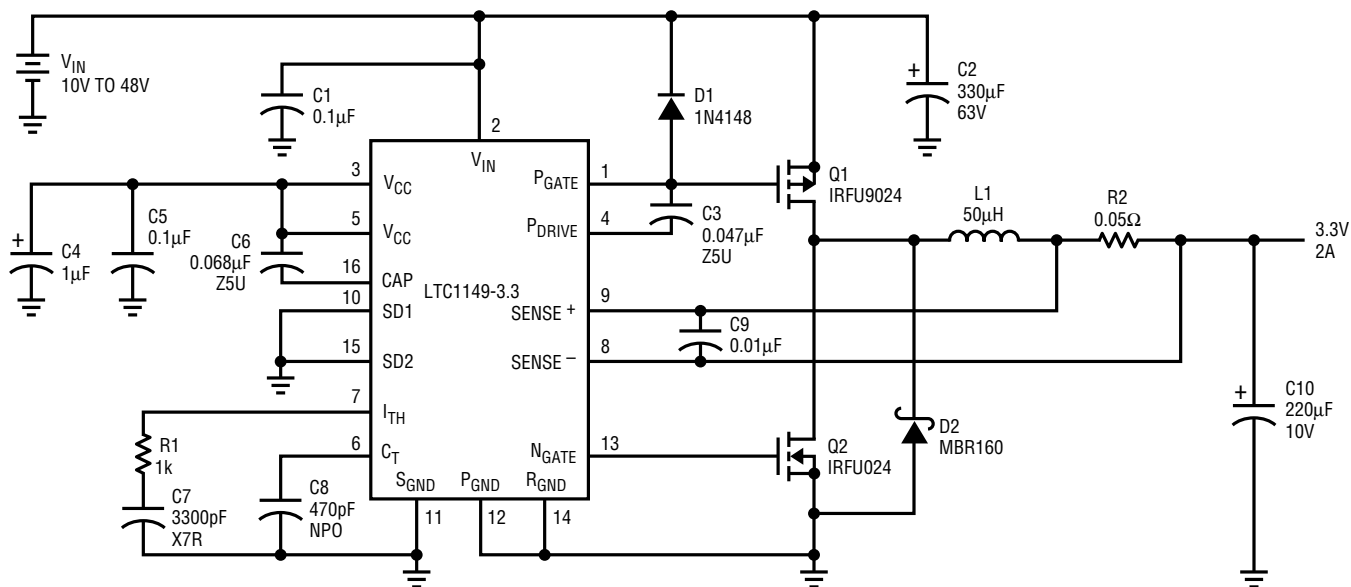 V_IN
10V TO 48V
C1
0.1µF
2
V_IN
D1
1N4148
C2
330µF
63V
+
3
V_CC
5
V_CC
16
CAP
10
SD1
15
SD2
7
I_TH
6
C_T
S_GND
11
P_GND
12
R_GND
14
LTC1149-3.3
P_GATE
1
P_DRIVE
4
SENSE +
9
SENSE –
8
N_GATE
13
+
C4
1µF
C5
0.1µF
C6
0.068µF
Z5U
R1
1k
C7
3300pF
X7R
C8
470pF
NPO
C3
0.047µF
Z5U
Q1
IRFU9024
L1
50µH
R2
0.05Ω
3.3V
2A
C9
0.01µF
Q2
IRFU024
D2
MBR160
+
C10
220µF
10V